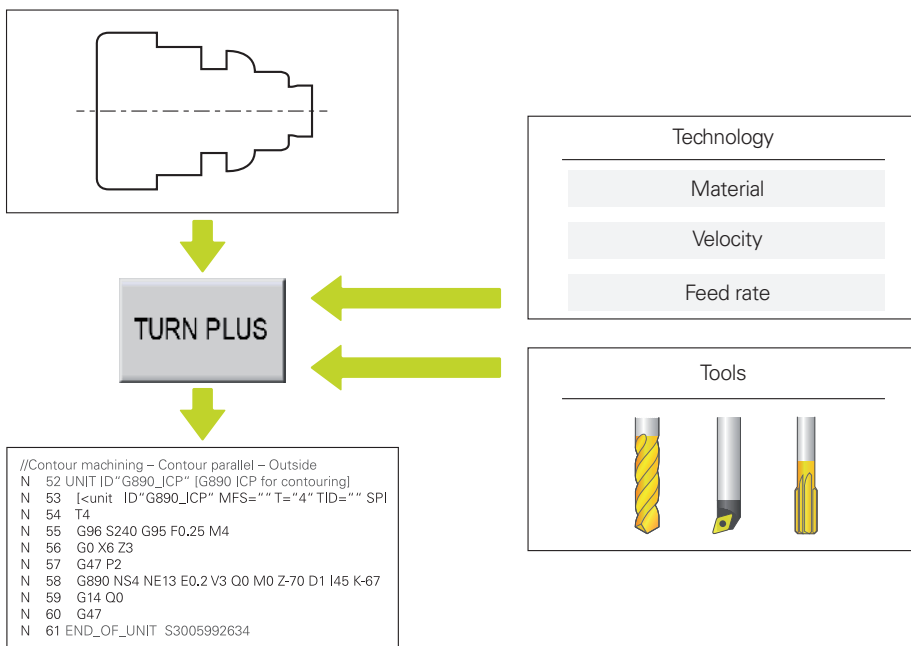 Technology
Material
Velocity
Feed rate
TURN PLUS
Tools
//Contour machining – Contour parallel – Outside
N 52 UNIT ID"G890_ICP" [G890 ICP for contouring]
N 53 [<unit ID"G890_ICP" MFS="" T="4" TID="" SPI
N 54 T4
N 55 G96 S240 G95 F0.25 M4
N 56 G0 X6 Z3
N 57 G47 P2
N 58 G890 NS4 NE13 E0.2 V3 Q0 M0 Z-70 D1 I45 K-67
N 59 G14 Q0
N 60 G47
N 61 END_OF_UNIT S3005992634